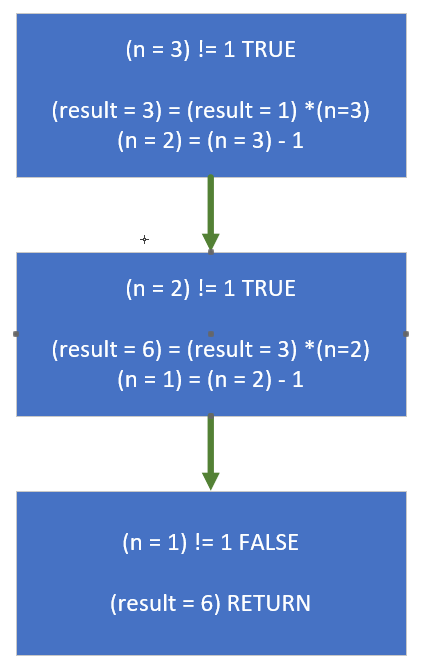 (n = 3) != 1 TRUE
(result = 3) = (result = 1) *(n=3)
(n = 2) = (n = 3) - 1
(n = 2) != 1 TRUE
(result = 6) = (result = 3) *(n=2)
(n = 1) = (n = 2) - 1
(n = 1) != 1 FALSE
(result = 6) RETURN